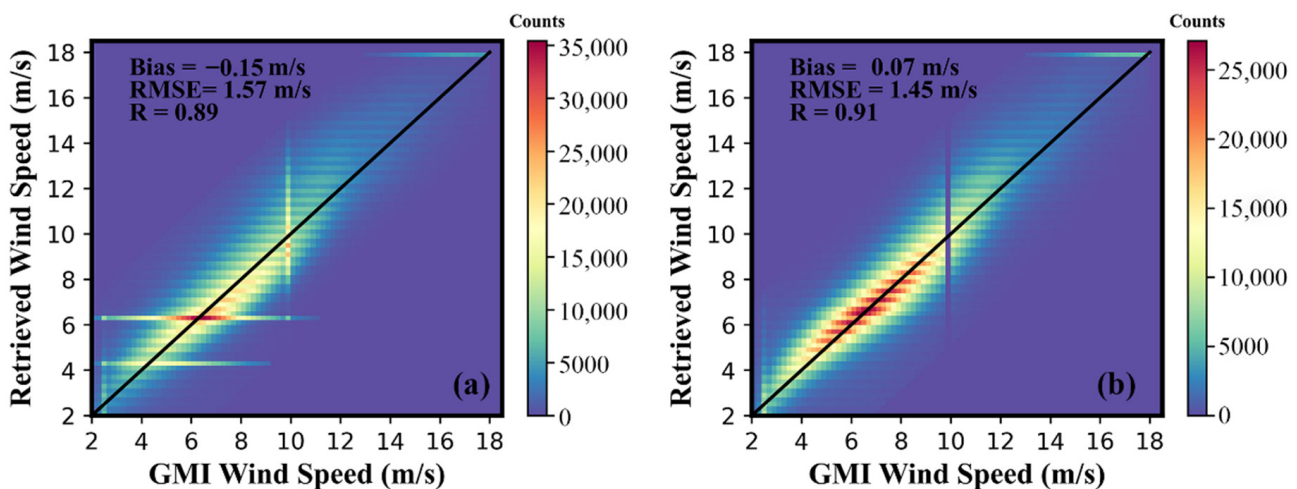 Counts
Bias = −0.15 m/s
RMSE= 1.57 m/s
R = 0.89
(a)
Retrieved Wind Speed (m/s)
18
16
14
12
10
8
6
4
2
2 4 6 8 10 12 14 16 18
GMI Wind Speed (m/s)
35,000
30,000
25,000
20,000
15,000
10,000
5000
0
Counts
Bias = 0.07 m/s
RMSE = 1.45 m/s
R = 0.91
(b)
Retrieved Wind Speed (m/s)
18
16
14
12
10
8
6
4
2
2 4 6 8 10 12 14 16 18
GMI Wind Speed (m/s)
25,000
20,000
15,000
10,000
5000
0